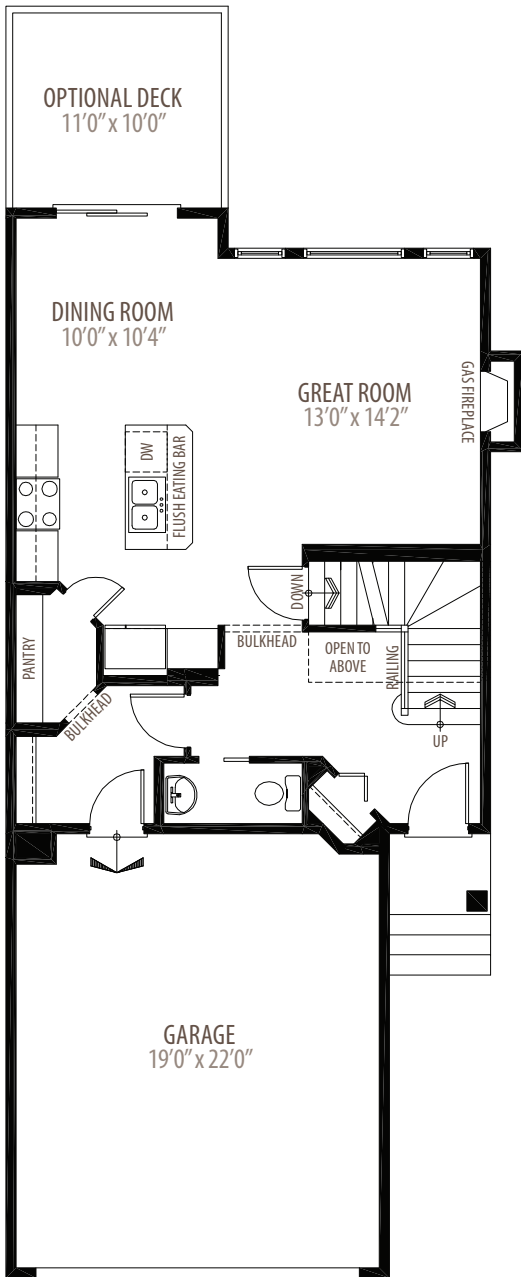 OPTIONAL DECK
11’0” x 10’0”
DINING ROOM
10’0” x 10’4”
GREAT ROOM
13’0” x 14’2”
GAS FIREPLACE
DW
FLUSH EATING BAR
DOWN
PANTRY
BULKHEAD
OPEN TO
ABOVE
RAILING
BULKHEAD
UP
GARAGE
19’0” x 22’0”